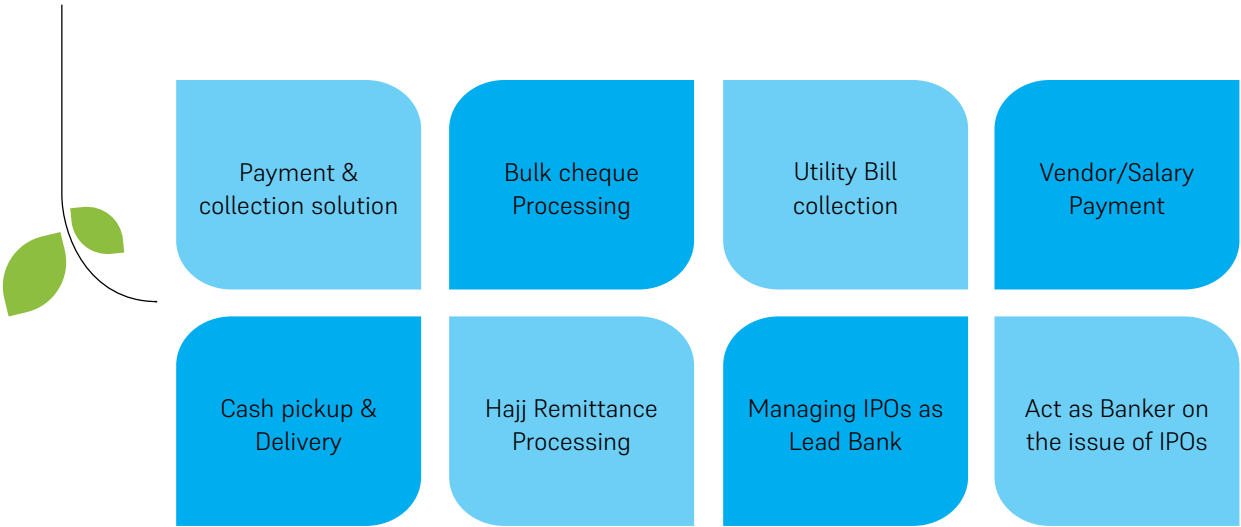 Payment &
collection solution
Bulk cheque
Processing
Utility Bill
collection
Vendor/Salary
Payment
Cash pickup &
Delivery
Hajj Remittance
Processing
Managing IPOs as
Lead Bank
Act as Banker on
the issue of IPOs